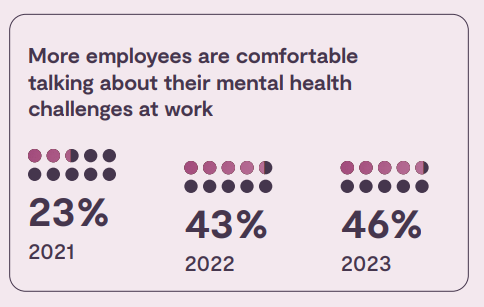 More employees are comfortable
talking about their mental health
challenges at work
23%
2021
43%
2022
46%
2023